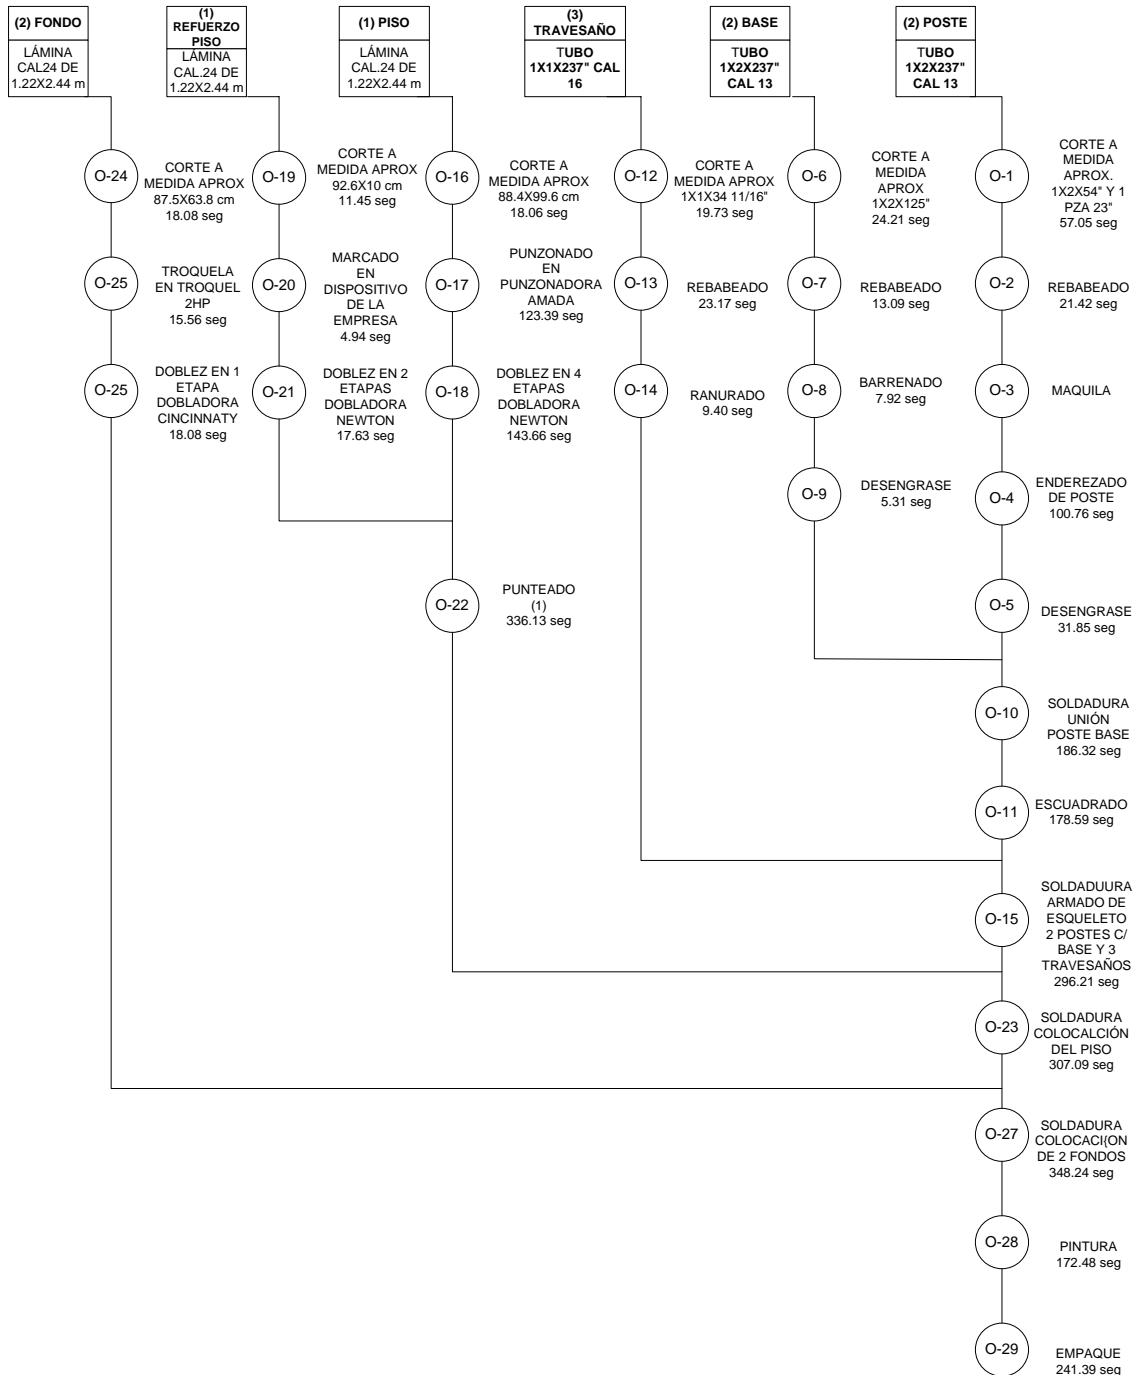 (2) FONDO
LÁMINA
CAL24 DE
1.22X2.44 m
(1)
REFUERZO
PISO
LÁMINA
CAL.24 DE
1.22X2.44 m
(1) PISO
LÁMINA
CAL.24 DE
1.22X2.44 m
(3)
TRAVESAÑO
TUBO
1X1X237" CAL
16
(2) BASE
TUBO
1X2X237"
CAL 13
(2) POSTE
TUBO
1X2X237"
CAL 13
O-24
CORTE A
MEDIDA APROX
87.5X63.8 cm
18.08 seg
O-19
CORTE A
MEDIDA APROX
92.6X10 cm
11.45 seg
O-16
CORTE A
MEDIDA APROX
88.4X99.6 cm
18.06 seg
O-12
CORTE A
MEDIDA APROX
1X1X34 11/16"
19.73 seg
O-6
CORTE A
MEDIDA
APROX
1X2X125"
24.21 seg
O-1
CORTE A
MEDIDA
APROX.
1X2X54" Y 1
PZA 23"
57.05 seg
O-25
TROQUELA
EN TROQUEL
2HP
15.56 seg
O-20
MARCADO
EN
DISPOSITIVO
DE LA
EMPRESA
4.94 seg
O-17
PUNZONADO
EN
PUNZONADORA
AMADA
123.39 seg
O-13
REBABEADO
23.17 seg
O-7
REBABEADO
13.09 seg
O-2
REBABEADO
21.42 seg
O-25
DOBLEZ EN 1
ETAPA
DOBLADORA
CINCINNATY
18.08 seg
O-21
DOBLEZ EN 2
ETAPAS
DOBLADORA
NEWTON
17.63 seg
O-18
DOBLEZ EN 4
ETAPAS
DOBLADORA
NEWTON
143.66 seg
O-14
RANURADO
9.40 seg
O-8
BARRENADO
7.92 seg
O-3
MAQUILA
O-9
DESENGRASE
5.31 seg
O-4
ENDEREZADO
DE POSTE
100.76 seg
O-22
PUNTEADO
(1)
336.13 seg
O-5
DESENGRASE
31.85 seg
O-10
SOLDADURA
UNIÓN
POSTE BASE
186.32 seg
O-11
ESCUADRADO
178.59 seg
O-15
SOLDADUURA
ARMADO DE
ESQUELETO
2 POSTES C/
BASE Y 3
TRAVESAÑOS
296.21 seg
O-23
SOLDADURA
COLOCALCIÓN
DEL PISO
307.09 seg
O-27
SOLDADURA
COLOCACI{ON
DE 2 FONDOS
348.24 seg
O-28
PINTURA
172.48 seg
O-29
EMPAQUE
241.39 seg